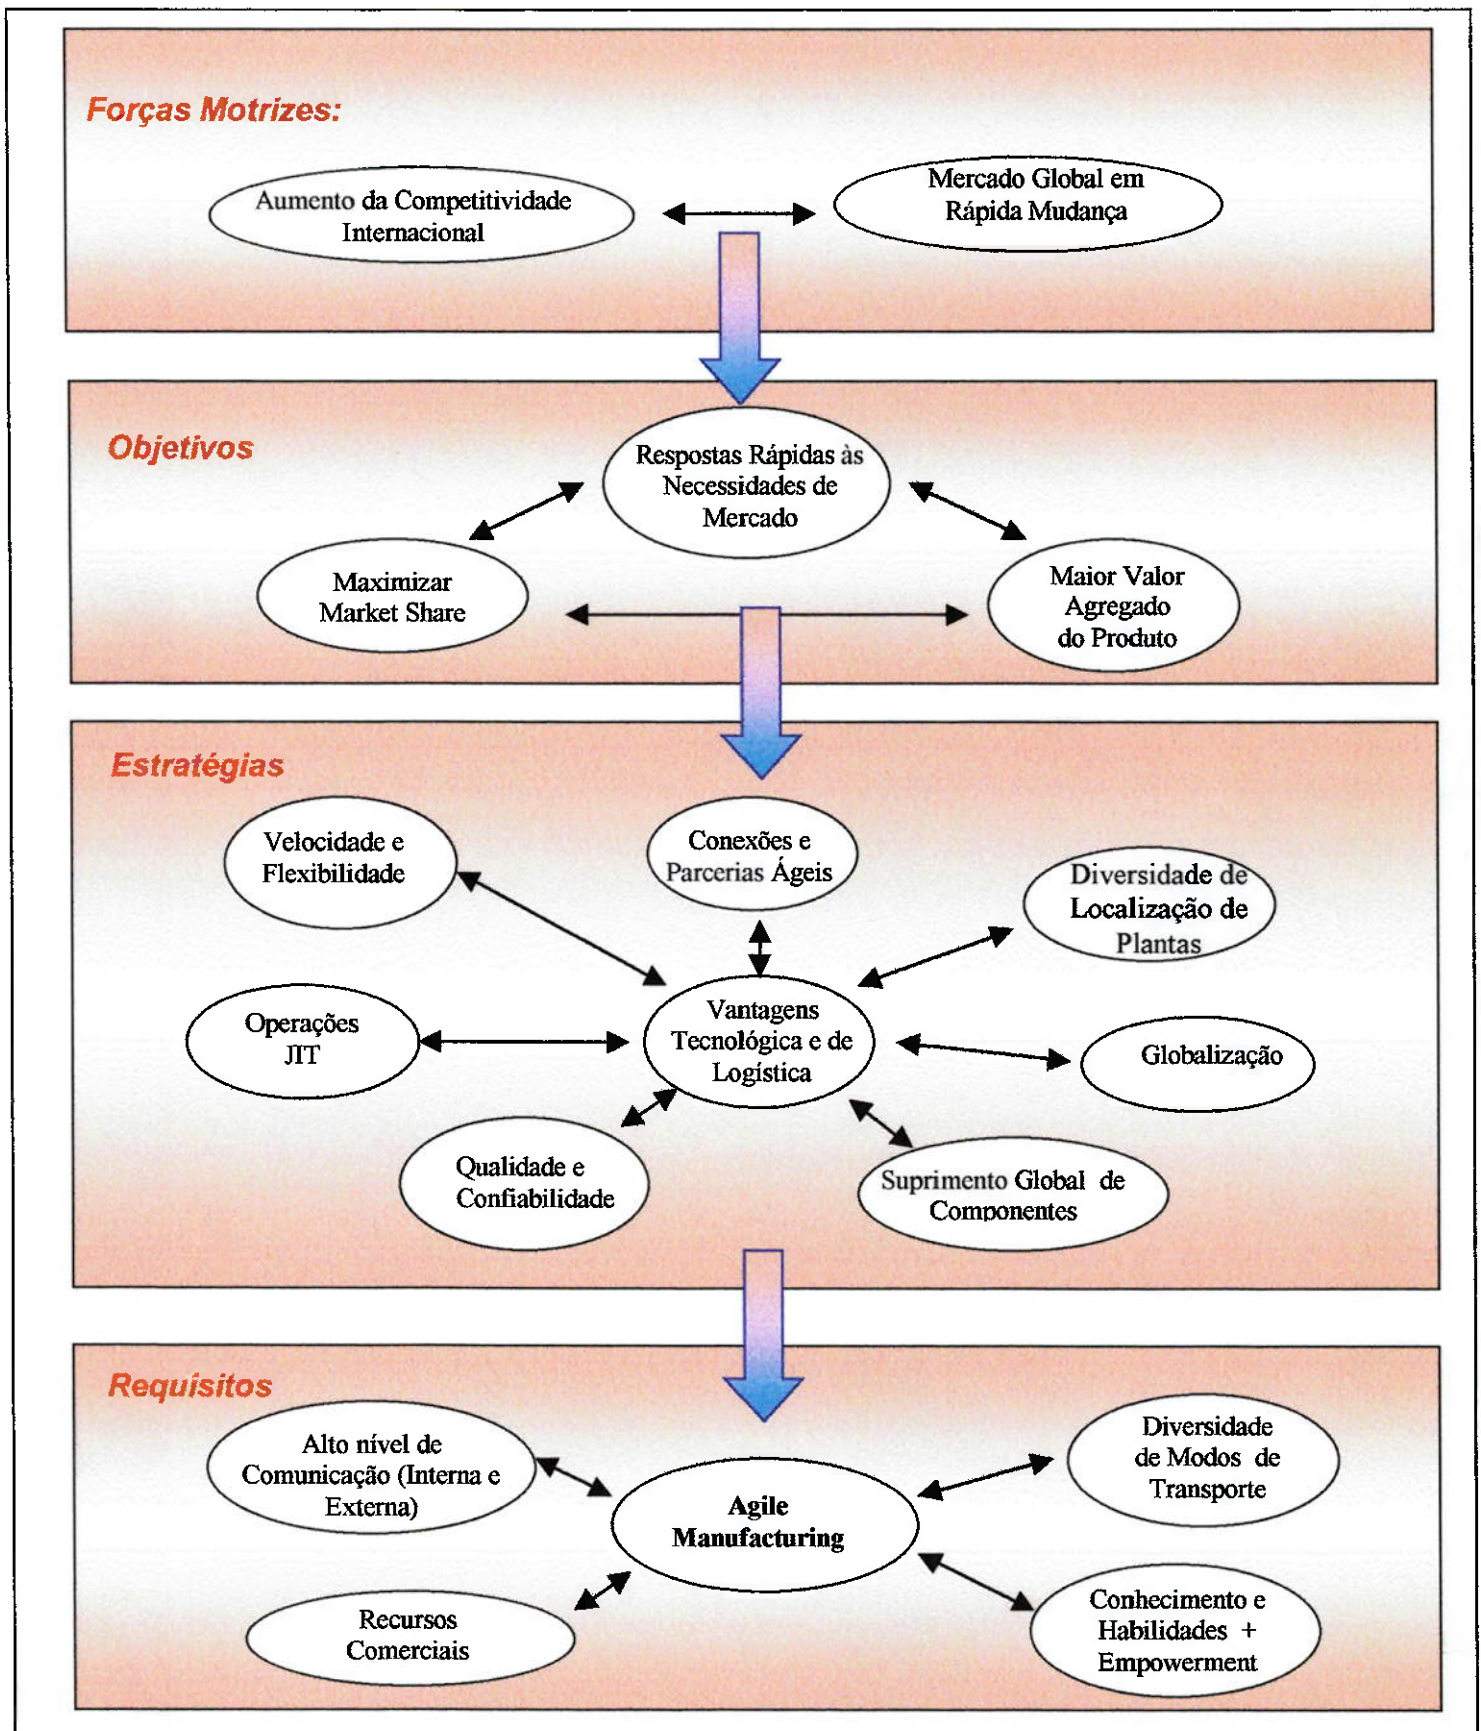 Forças Motrizes:
Aumento da Competitividade
Internacional
Mercado Global em
Rápida Mudança
Objetivos
Respostas Rápidas às
Necessidades de
Mercado
Maximizar
Market Share
Maior Valor
Agregado
do Produto
Estratégias
Velocidade e
Flexibilidade
Conexões e
Parcerias Ágeis
Diversidade de
Localização de
Plantas
Operações
JIT
Vantagens
Tecnológica e de
Logística
Globalização
Qualidade e
Confiabilidade
Suprimento Global de
Componentes
Requisitos
Alto nível de
Comunicação (Interna e
Externa)
Diversidade
de Modos de
Transporte
Agile
Manufacturing
Recursos
Comerciais
Conhecimento e
Habilidades +
Empowerment